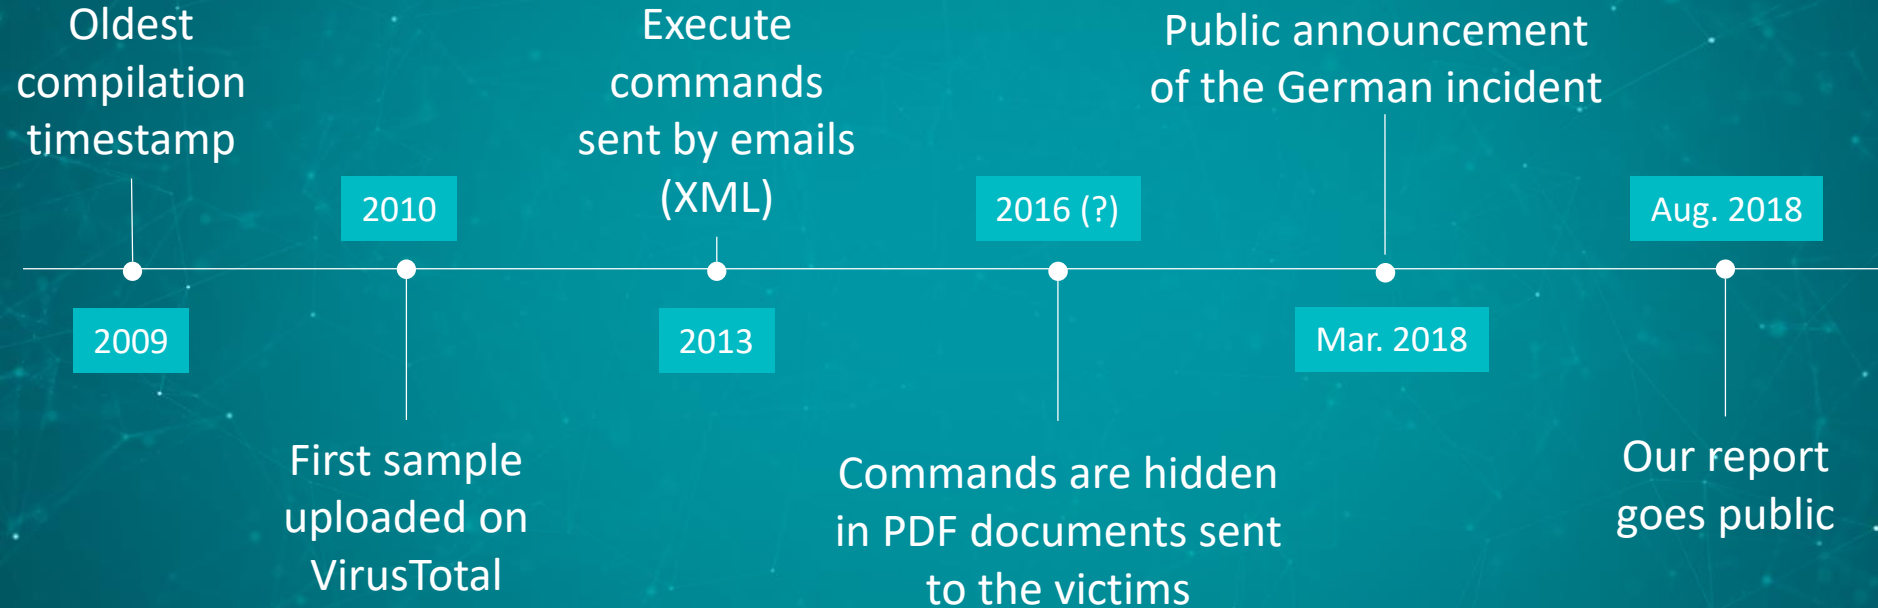 Oldest
compilation
timestamp
2009
2010
First sample
uploaded on
VirusTotal
Execute
commands
sent by emails
(XML)
2013
2016 (?)
Commands are hidden
in PDF documents sent
to the victims
Public announcement
of the German incident
Mar. 2018
Aug. 2018
Our report
goes public